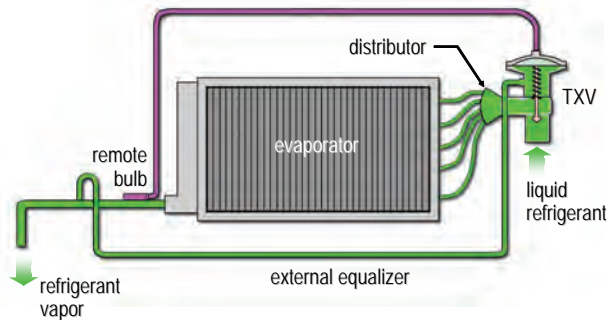 distributor
TXV
evaporator
remote
bulb
liquid
refrigerant
external equalizer
refrigerant
vapor